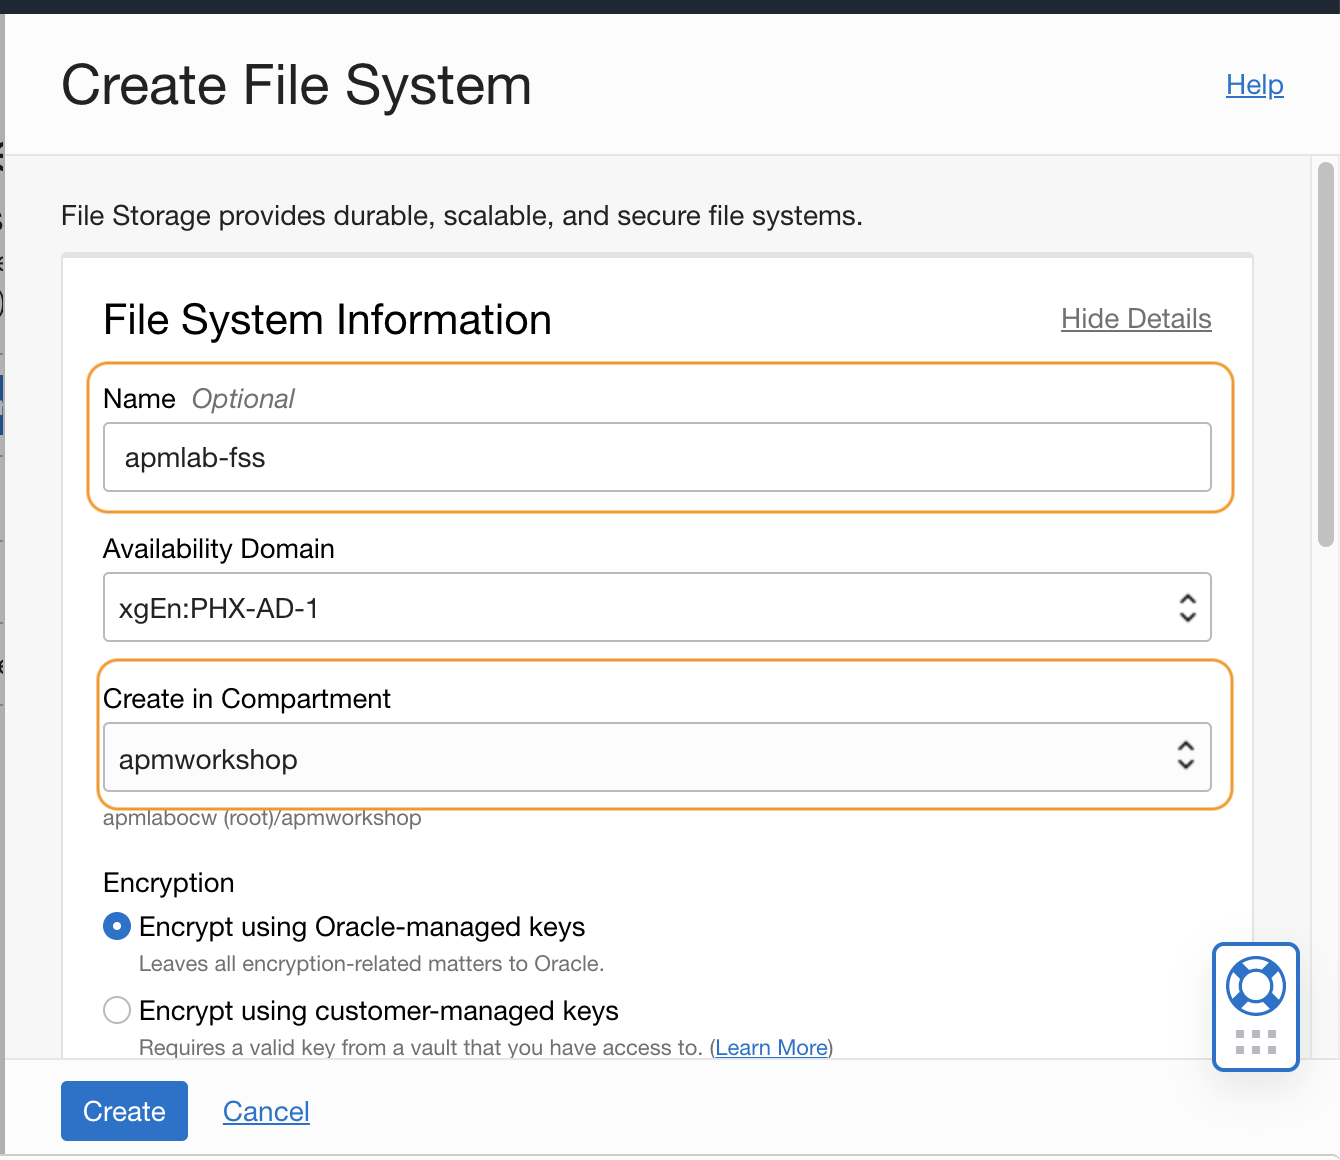 Create File System
Help
File Storage provides durable, scalable, and secure file systems.
File System Information
Hide Details
Name Optional
apmlab-fss
Availability Domain
xgEn:PHX-AD-1
Create in Compartment
apmworkshop
apmlabocw (root)/apmworkshop
Encryption
Encrypt using Oracle-managed keys
Leaves all encryption-related matters to Oracle.
Encrypt using customer-managed keys
Requires a valid key from a vault that you have access to. (Learn More)
Create
Cancel